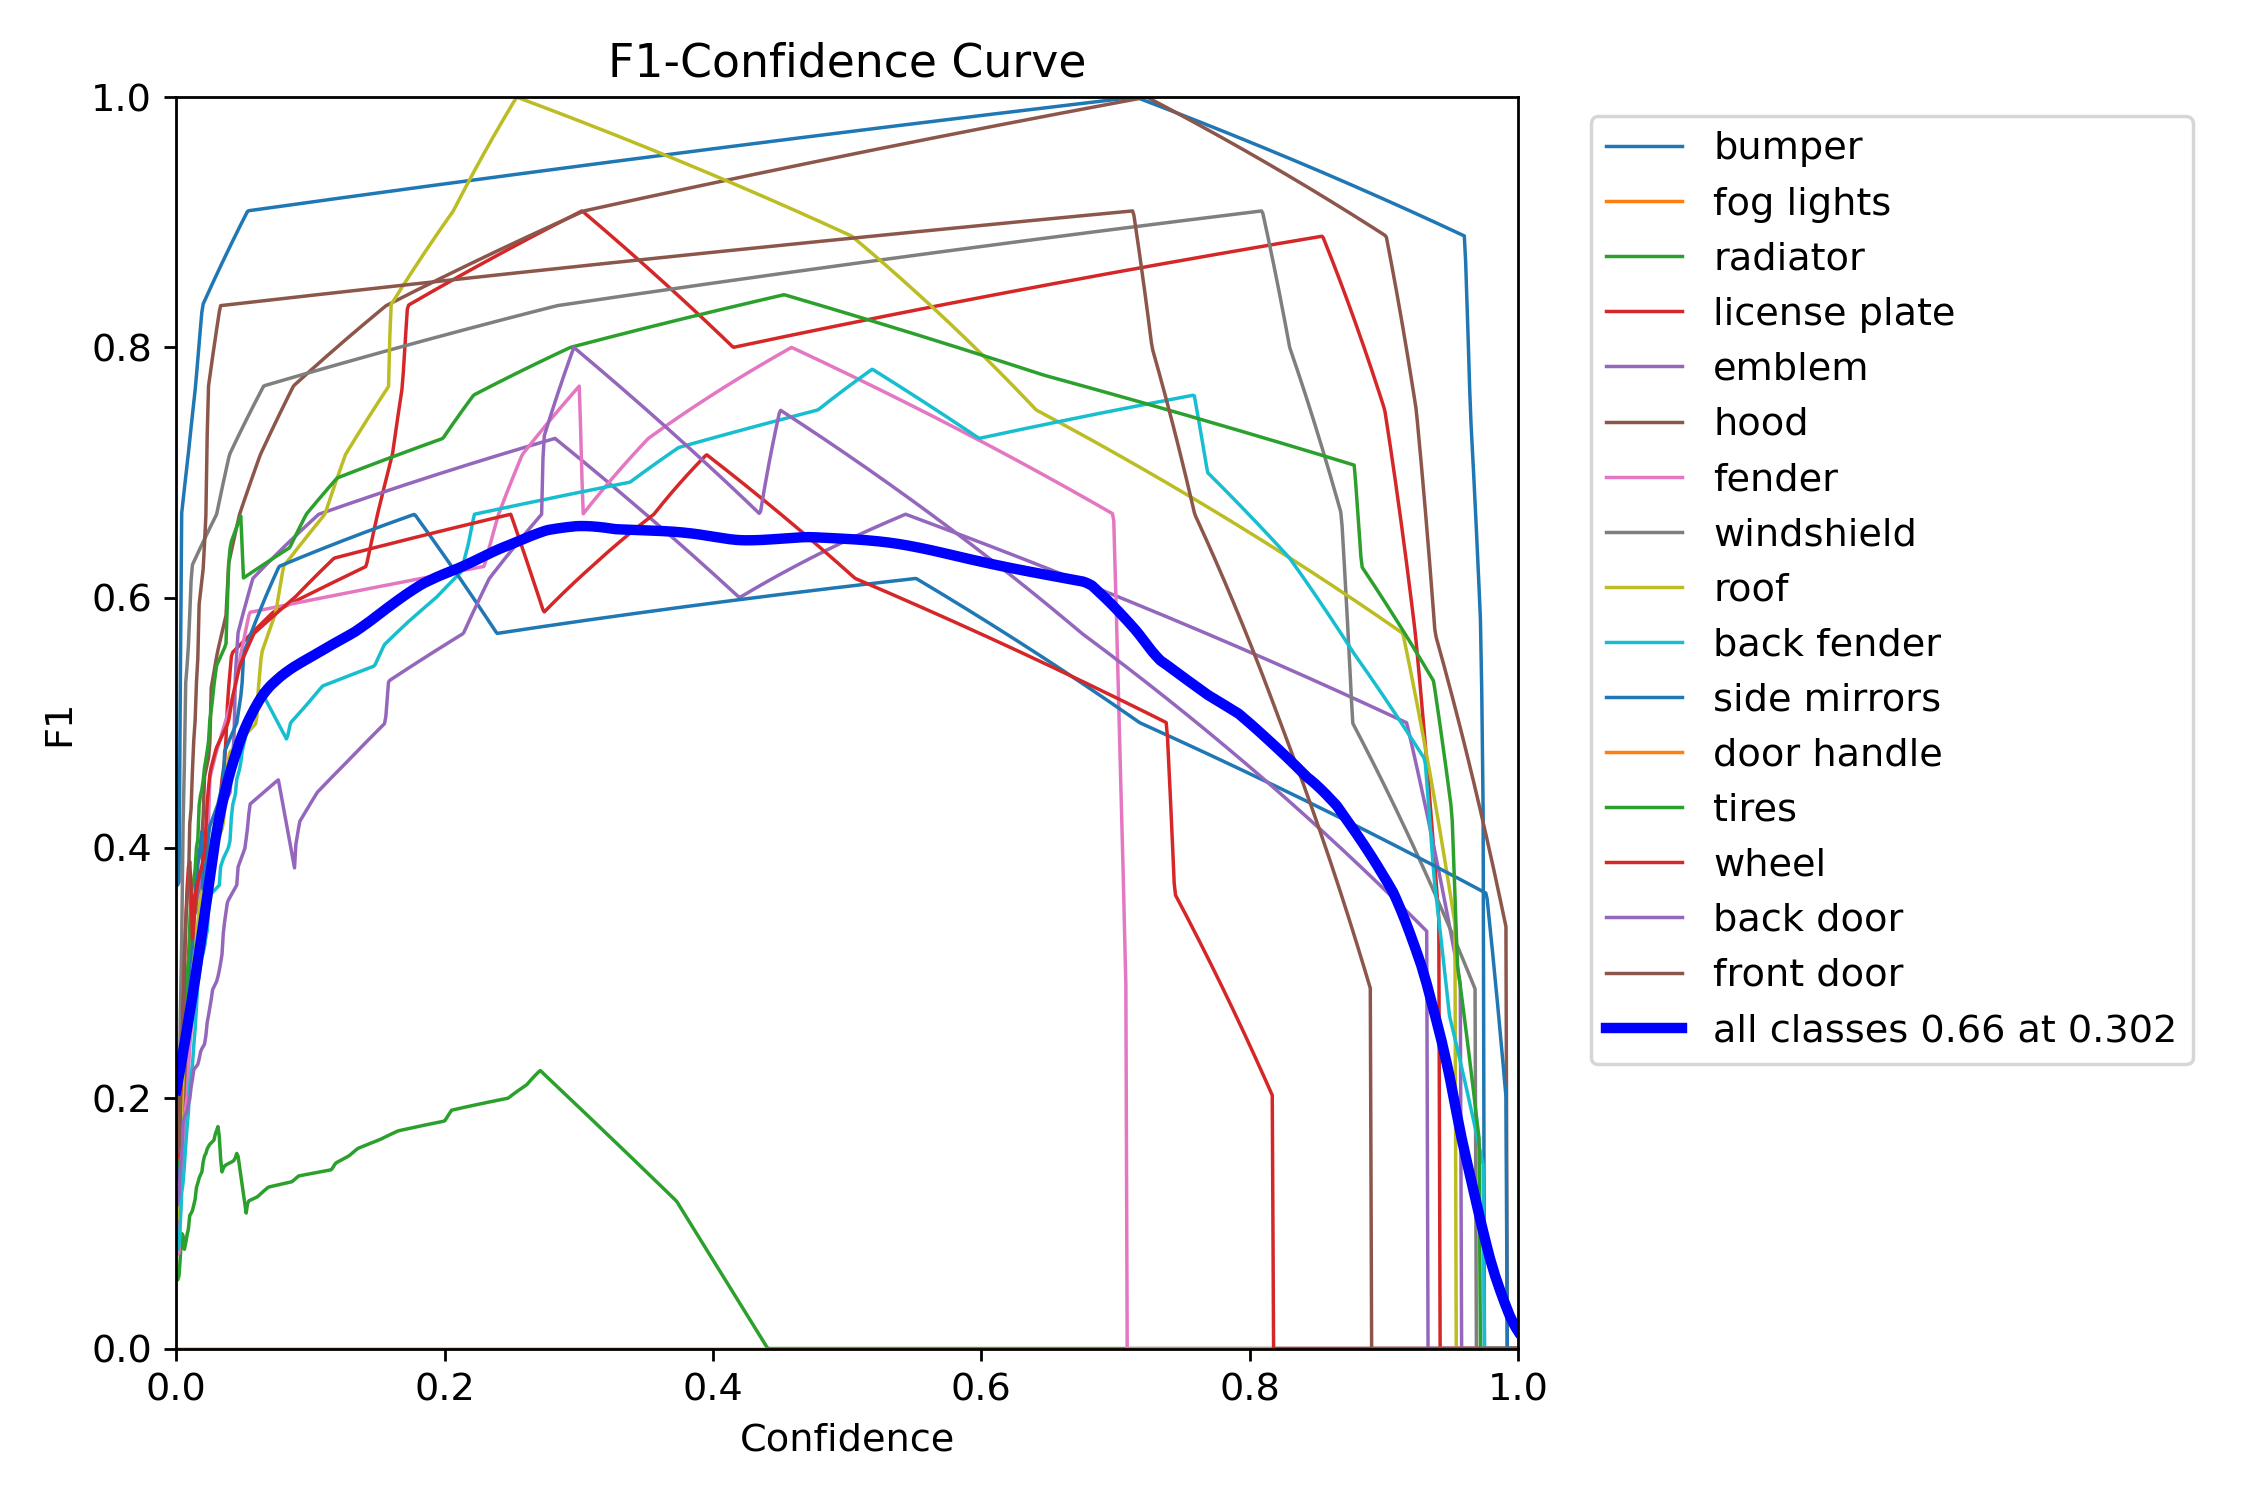 F1-Confidence Curve
1.0
0.8
0.6
0.4
0.2
0.0
F1
0.0 0.2 0.4 0.6 0.8 1.0
Confidence
bumper
fog lights
radiator
license plate
emblem
hood
fender
windshield
roof
back fender
side mirrors
door handle
tires
wheel
back door
front door
all classes 0.66 at 0.302